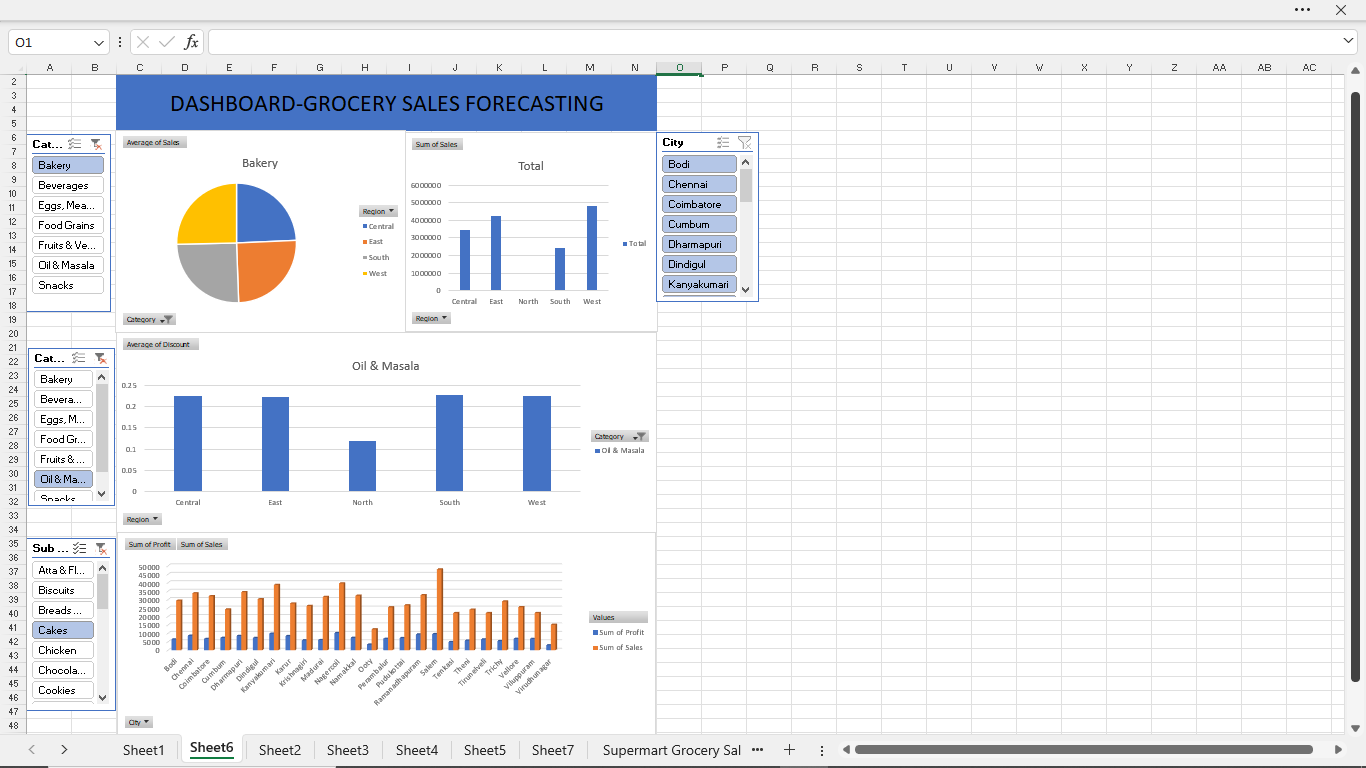 O1
fx
A B C D E F G H I J K L M N O P Q R S T U V W X Y Z AA AB AC
2
3
4
5
6
7
8
9
10
11
12
13
14
15
16
17
18
19
20
21
22
23
24
25
26
27
28
29
30
31
32
33
34
35
36
37
38
39
40
41
42
43
44
45
46
47
48
DASHBOARD-GROCERY SALES FORECASTING
Cat...
Bakery
Beverages
Eggs, Mea...
Food Grains
Fruits & Ve...
Oil & Masala
Snacks
Average of Sales
Bakery
Region
Central
East
South
West
Category
Sum of Sales
Total
6000000
5000000
4000000
3000000
2000000
1000000
0
Central East North South West
Total
Region
City
Bodi
Chennai
Coimbatore
Cumbum
Dharmapuri
Dindigul
Kanyakumari
Cat...
Bakery
Bevera...
Eggs, M...
Food Gr...
Fruits & ...
Oil & Ma...
Snacks
Average of Discount
Oil & Masala
0.25
0.2
0.15
0.1
0.05
0
Central East North South West
Category
Oil & Masala
Region
Sub ...
Atta & Fl...
Biscuits
Breads ...
Cakes
Chicken
Chocola...
Cookies
Sum of Profit Sum of Sales
50000
45000
40000
35000
30000
25000
20000
15000
10000
5000
0
Bodi Chennai Coimbatore Cumbum Dharmapuri Dindigul Kanyakumari Karur Krishnagiri Madurai Nagercoil Namakkal Ooty Perambalur Pudukottai Ramanadhapuram Salem Tenkasi Theni Tirunelveli Trichy Vellore Viluppuram Virudhunagar
Values
Sum of Profit
Sum of Sales
City
Sheet1 Sheet6 Sheet2 Sheet3 Sheet4 Sheet5 Sheet7 Supermart Grocery Sal